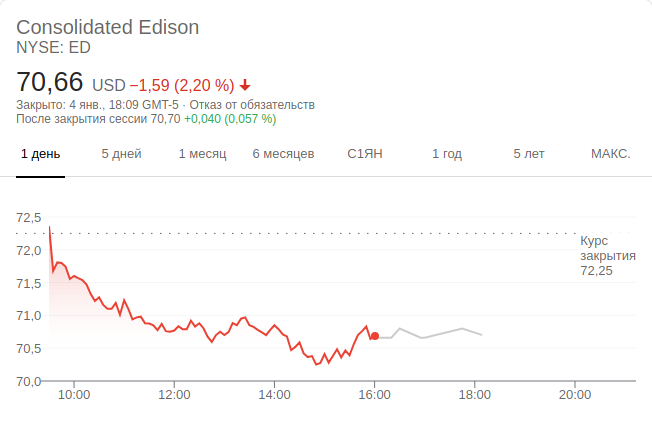 Consolidated Edison
NYSE: ED
70,66 USD −1,59 (2,20 %)
Закрыто: 4 янв., 18:09 GMT-5 · Отказ от обязательств
После закрытия сессии 70,70 +0,040 (0,057 %)
1 день 5 дней 1 месяц 6 месяцев С1ЯН 1 год 5 лет МАКС.
72,5
Курс
закрытия
72,25
72,0
71,5
71,0
70,5
70,0
10:00 12:00 14:00 16:00 18:00 20:00